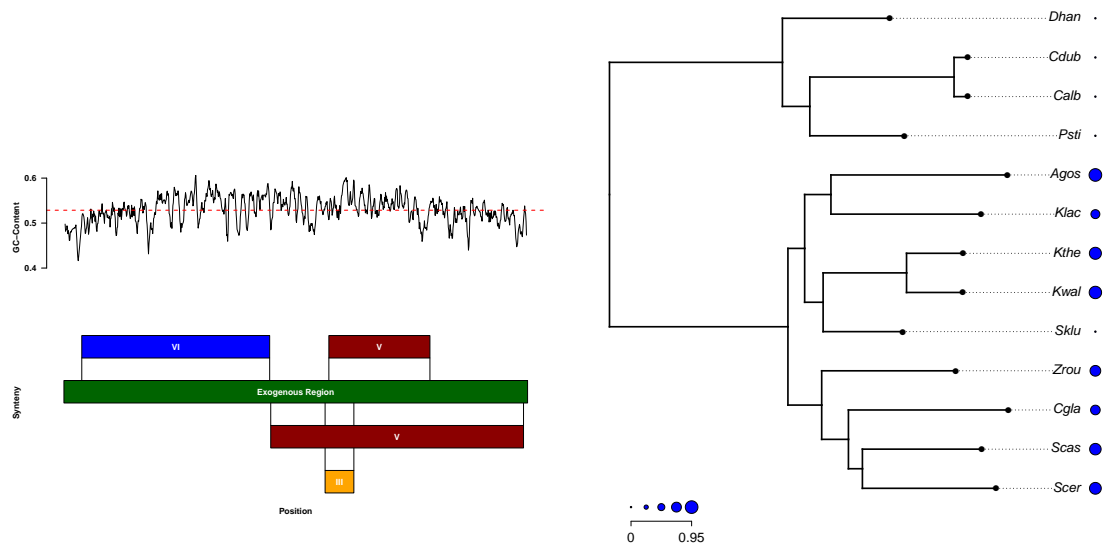 0.6
0.5
0.4
GC−Content
VI
V
Exogenous Region
V
III
Synteny
Position
Dhan
Cdub
Calb
Psti
Agos
Klac
Kthe
Kwal
Sklu
Zrou
Cgla
Scas
Scer
0
0.95